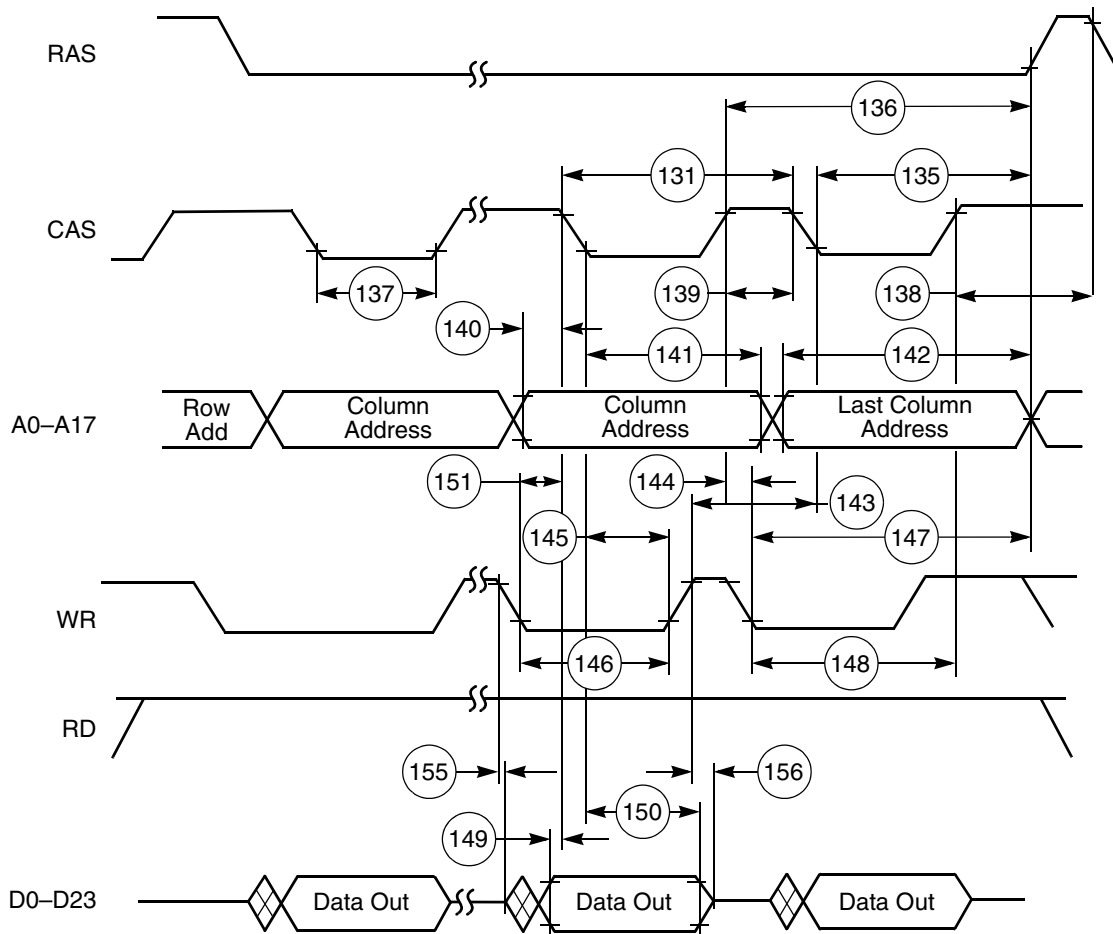 RAS
136
131
135
CAS
137
139
138
140
141
142
A0–A17
Row
Add
Column
Address
Column
Address
Last Column
Address
151
144
143
145
147
WR
146
148
RD
155
156
150
149
D0–D23
Data Out
Data Out
Data Out